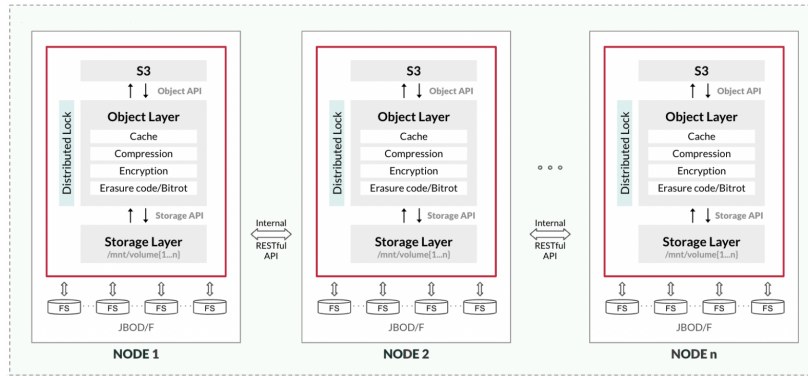 S3
Object API
Distributed Lock
Object Layer
Cache
Compression
Encryption
Erasure code/Bitrot
Storage API
Storage Layer
/mnt/volume[1...n]
FS
FS
FS
FS
JBOD/F
NODE 1
Internal
RESTful
API
S3
Object API
Distributed Lock
Object Layer
Cache
Compression
Encryption
Erasure code/Bitrot
Storage API
Storage Layer
/mnt/volume[1...n]
FS
FS
FS
FS
JBOD/F
NODE 2
Internal
RESTful
API
S3
Object API
Distributed Lock
Object Layer
Cache
Compression
Encryption
Erasure code/Bitrot
Storage API
Storage Layer
/mnt/volume[1...n]
FS
FS
FS
FS
JBOD/F
NODE n